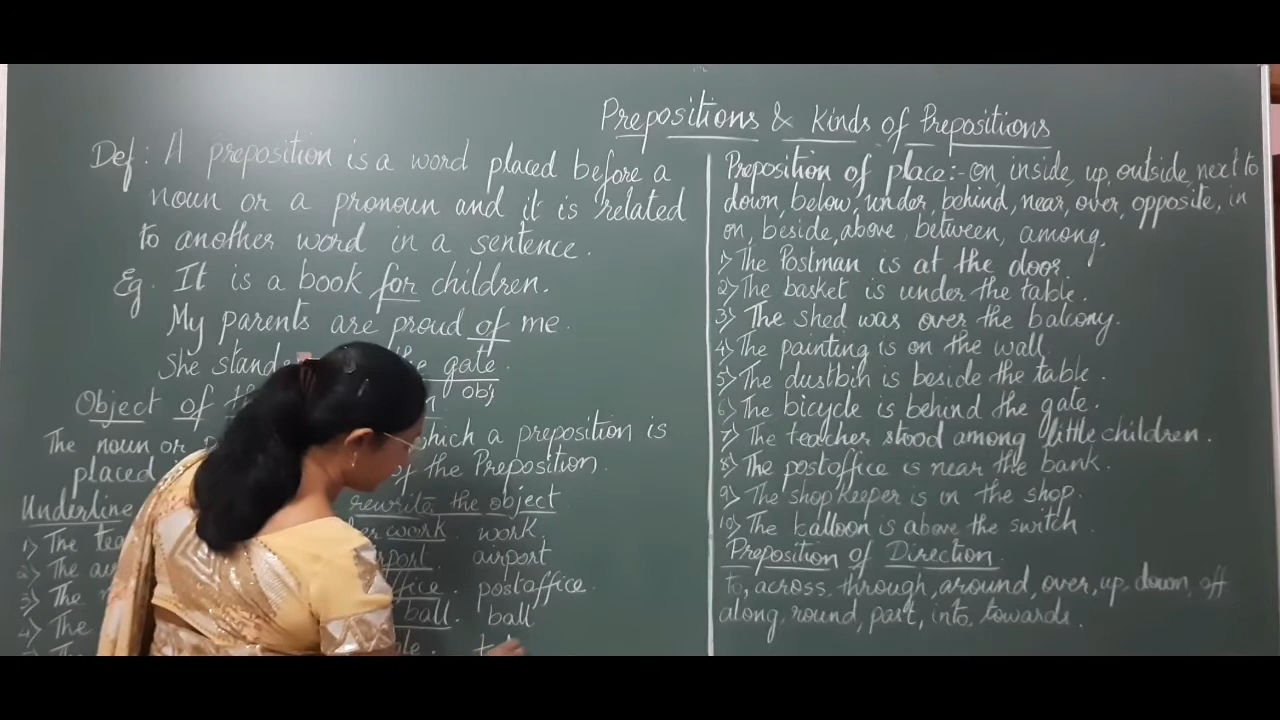 Prepositions & Kinds of Prepositions
Def: A preposition is a word placed before a
noun or a pronoun and it is related
to another word in a sentence.
Eg. It is a book for children.
My parents are proud of me.
She gate.
obj
Object of
The noun or which a preposition is
placed of the Preposition.
Underline rewrite the object
1) The work. work,
2) The airport
3) The postoffice.
4) The ball. ball
Preposition of place:- on, inside, up, outside, next to
down, below, under, behind, near, over, opposite, in
on, beside, above, between, among,
1) The Postman is at the door.
2) The basket is under the table.
3) The shed was over the balcony.
4) The painting is on the wall
5) The dustbin is beside the table.
6) The bicycle is behind the gate.
7) The teacher stood among little children.
8) The postoffice is near the bank.
9) The shopkeeper is in the shop.
10) The balloon is above the switch
Preposition of Direction
to, across, through, around, over, up, down, off
along, round, past, into, towards.